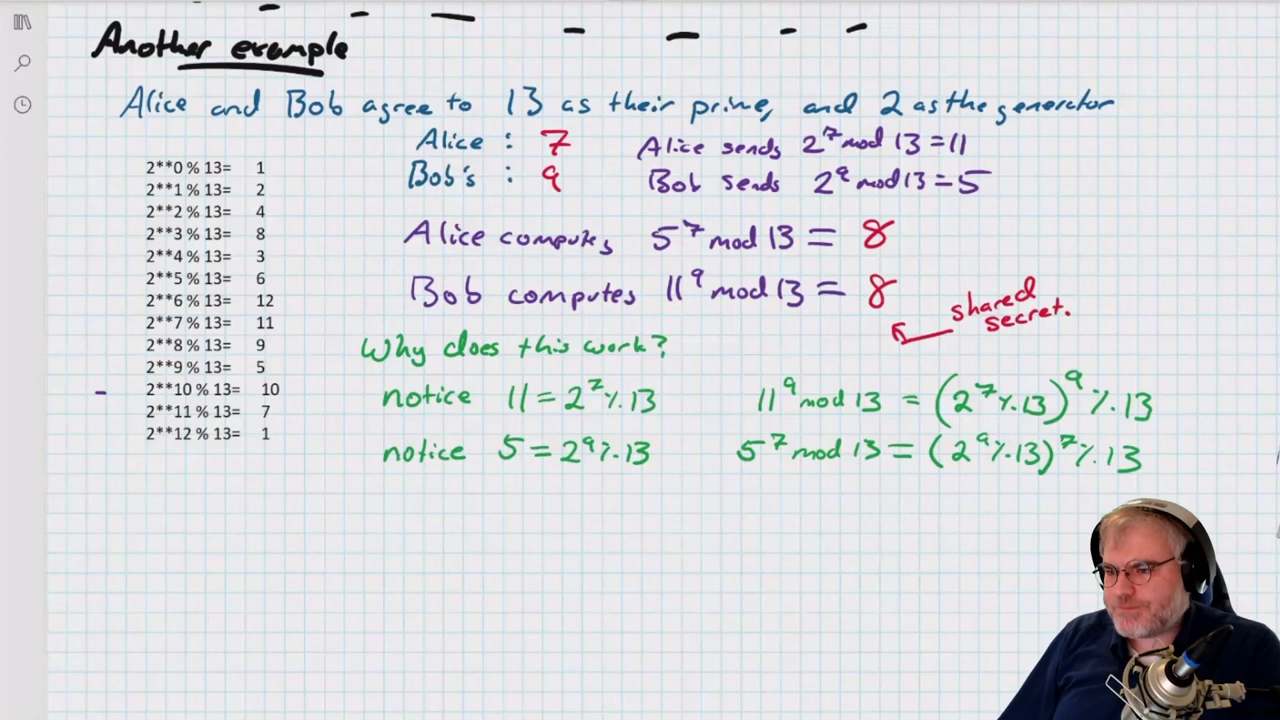 Another example
Alice and Bob agree to 13 as their prime, and 2 as the generator
Alice : 7
Bob's : 9
Alice sends 2^7 mod 13 = 11
Bob sends 2^9 mod 13 = 5
2**0 % 13= 1
2**1 % 13= 2
2**2 % 13= 4
2**3 % 13= 8
2**4 % 13= 3
2**5 % 13= 6
2**6 % 13= 12
2**7 % 13= 11
2**8 % 13= 9
2**9 % 13= 5
2**10 % 13= 10
2**11 % 13= 7
2**12 % 13= 1
Alice computes 5^7 mod 13 = 8
Bob computes 11^9 mod 13 = 8
shared
secret.
Why does this work?
notice 11 = 2^7 % 13
11^9 mod 13 = (2^7 % 13)^9 % 13
notice 5 = 2^9 % 13
5^7 mod 13 = (2^9 % 13)^7 % 13